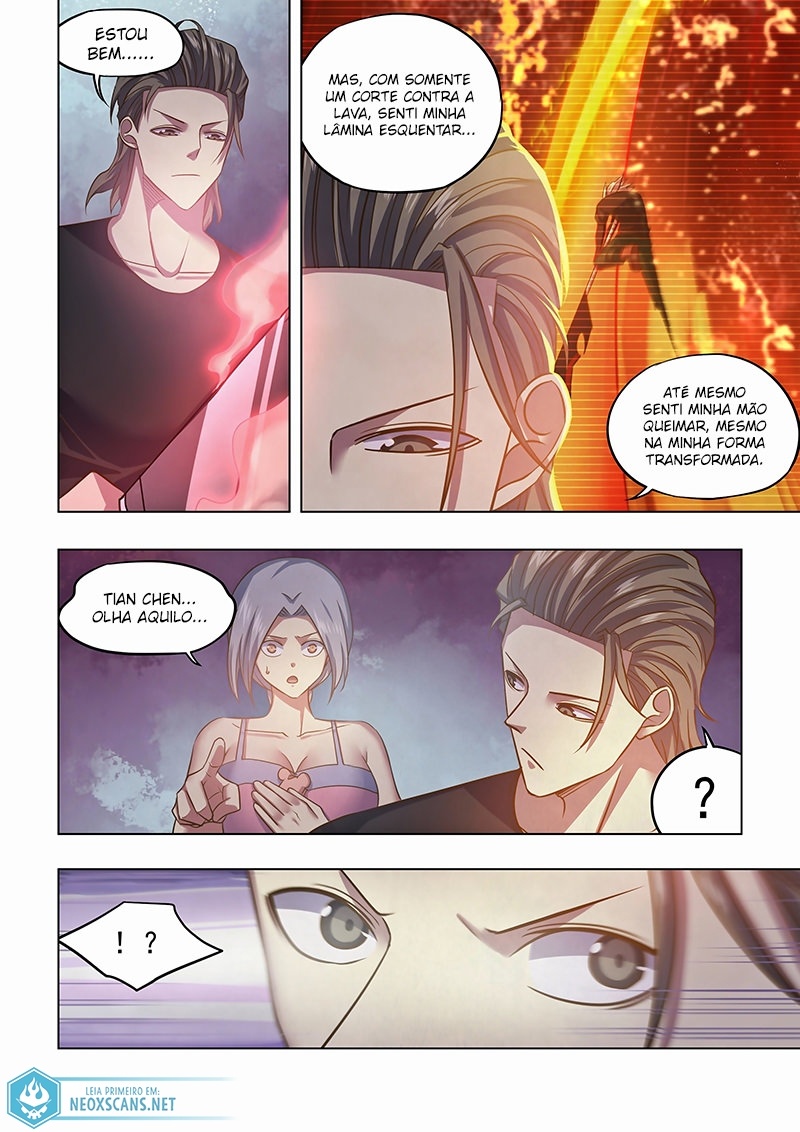 ESTOU
BEM......
MAS, COM SOMENTE
UM CORTE CONTRA A
LAVA, SENTI MINHA
LÂMINA ESQUENTAR...
ATÉ MESMO
SENTI MINHA MÃO
QUEIMAR, MESMO
NA MINHA FORMA
TRANSFORMADA.
TIAN CHEN...
OLHA AQUILO...
?
! ?
LEIA PRIMEIRO EM:
NEOXSCANS.NET